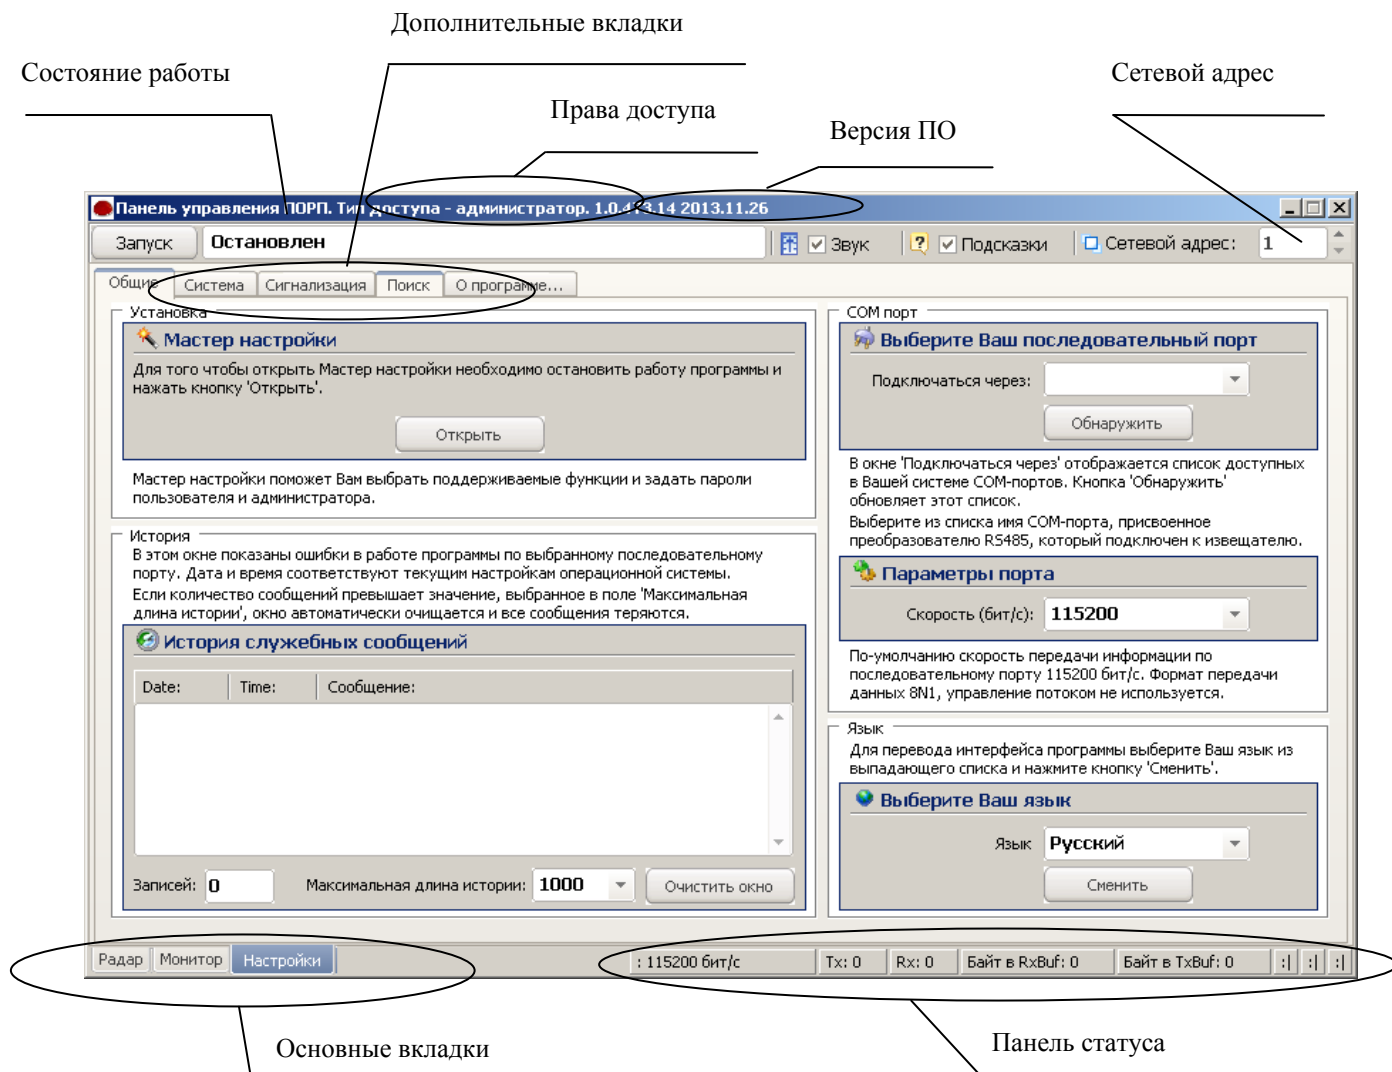 Дополнительные вкладки
Состояние работы
Сетевой адрес
Права доступа
Версия ПО
Панель управления ПОРП. Тип доступа - администратор. 1.0.413.14 2013.11.26
Запуск
Остановлен
Звук
Подсказки
Сетевой адрес:
1
Общие
Система
Сигнализация
Поиск
О программе...
Установка
Мастер настройки
Для того чтобы открыть Мастер настройки необходимо остановить работу программы и
нажать кнопку 'Открыть'.
Открыть
Мастер настройки поможет Вам выбрать поддерживаемые функции и задать пароли
пользователя и администратора.
История
В этом окне показаны ошибки в работе программы по выбранному последовательному
порту. Дата и время соответствуют текущим настройкам операционной системы.
Если количество сообщений превышает значение, выбранное в поле 'Максимальная
длина истории', окно автоматически очищается и все сообщения теряются.
История служебных сообщений
Date:
Time:
Сообщение:
Записей:
0
Максимальная длина истории:
1000
Очистить окно
COM порт
Выберите Ваш последовательный порт
Подключаться через:
Обнаружить
В окне 'Подключаться через' отображается список доступных
в Вашей системе COM-портов. Кнопка 'Обнаружить'
обновляет этот список.
Выберите из списка имя COM-порта, присвоенное
преобразователю RS485, который подключен к извещателю.
Параметры порта
Скорость (бит/с):
115200
По-умолчанию скорость передачи информации по
последовательному порту 115200 бит/с. Формат передачи
данных 8N1, управление потоком не используется.
Язык
Для перевода интерфейса программы выберите Ваш язык из
выпадающего списка и нажмите кнопку 'Сменить'.
Выберите Ваш язык
Язык
Русский
Сменить
Радар
Монитор
Настройки
: 115200 бит/с
Tx: 0
Rx: 0
Байт в RxBuf: 0
Байт в TxBuf: 0
:|
:|
:|
Основные вкладки
Панель статуса